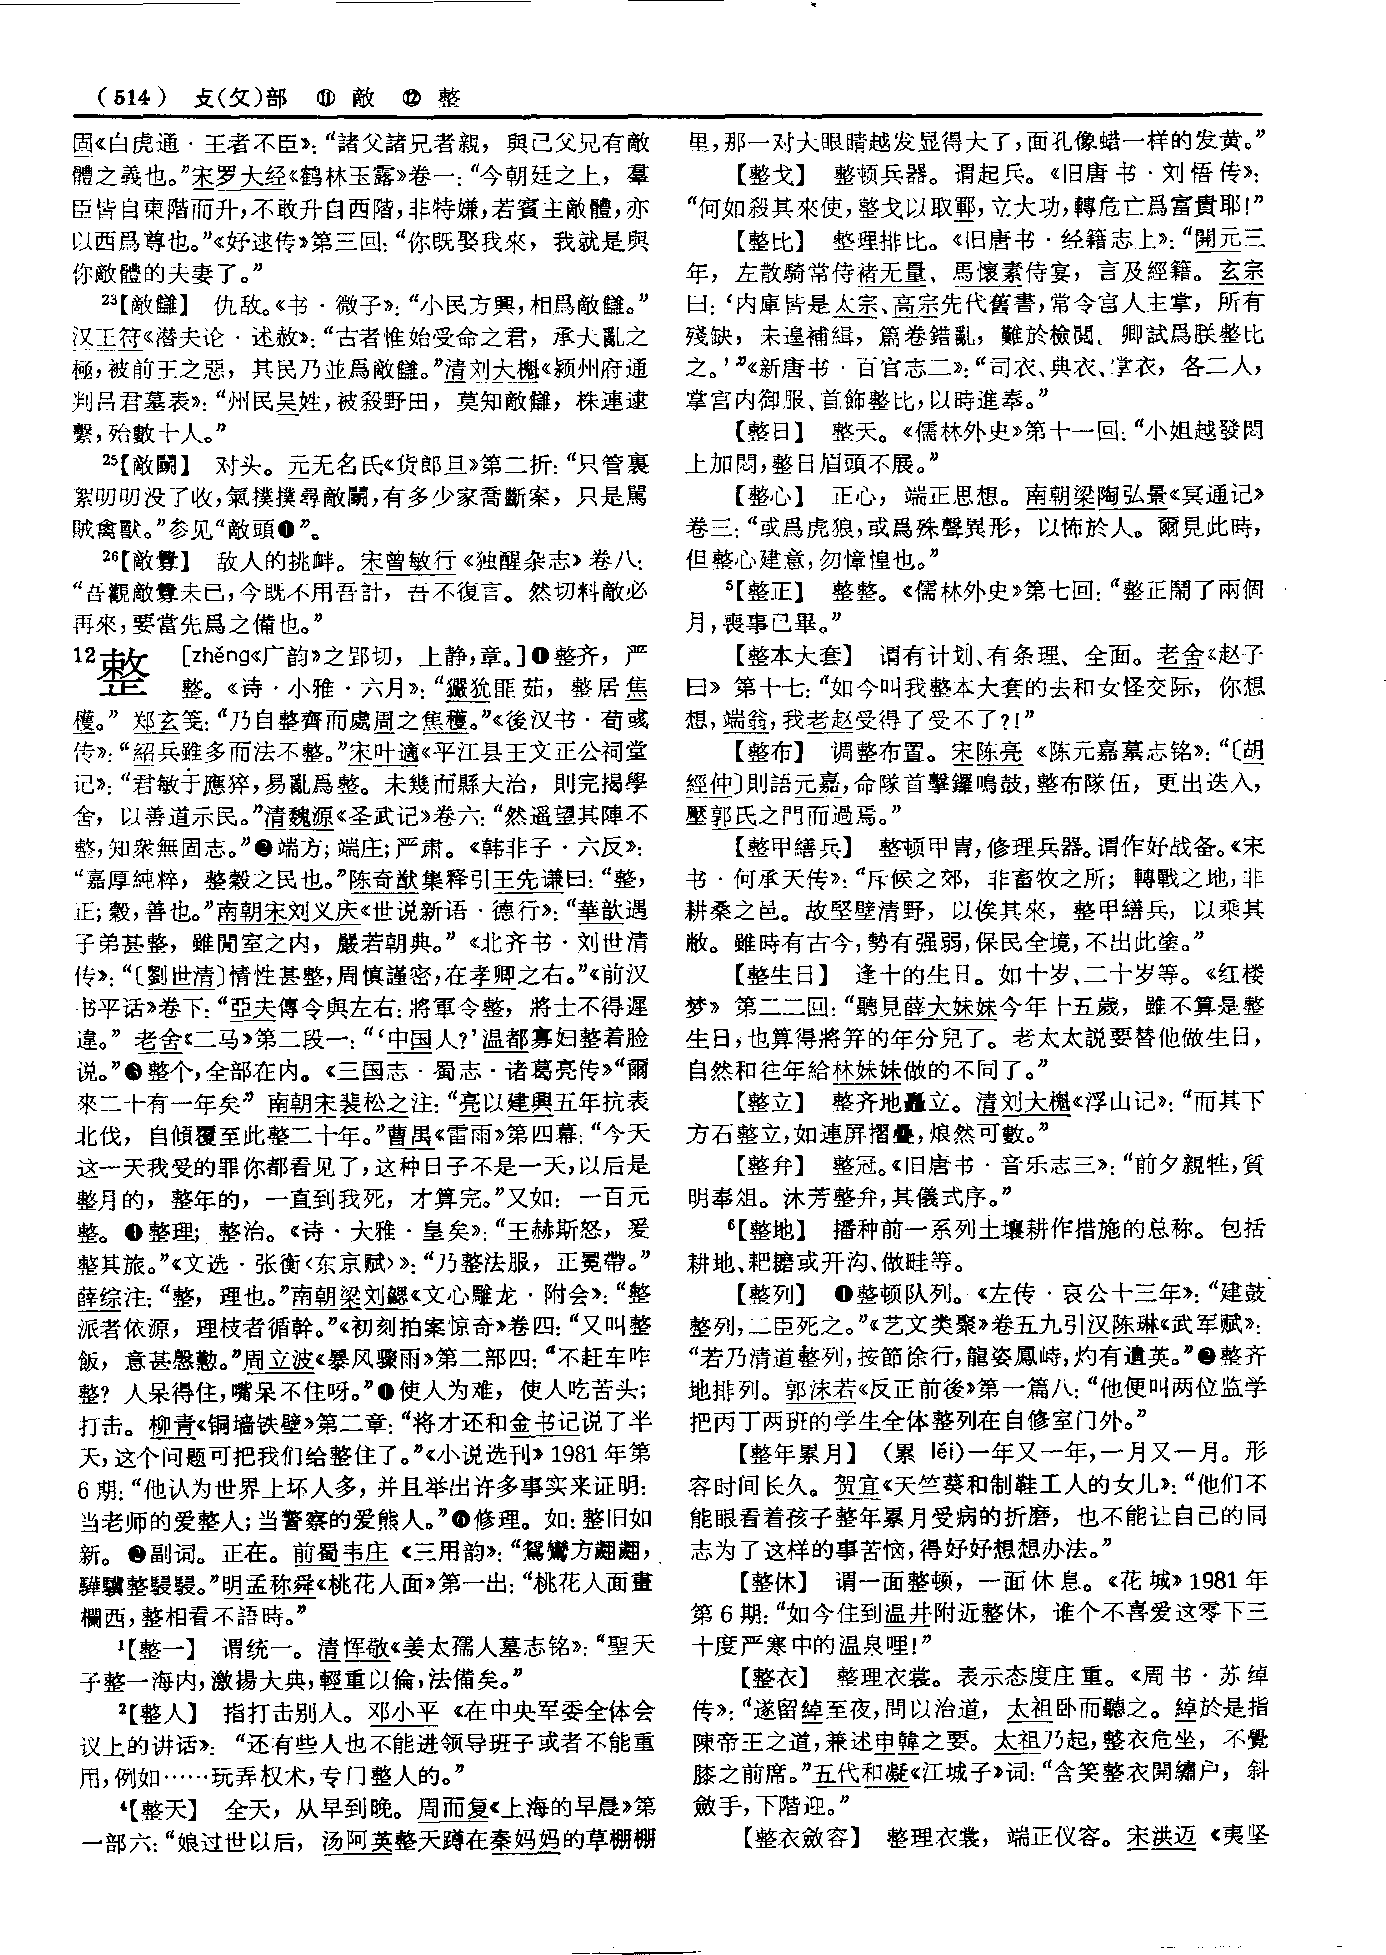 (514) 攴(攵)部 ⑪ 敵 ⑫ 整
固《白虎通·王者不臣》：“諸父諸兄者親，與己父兄有敵
體之義也。”宋罗大经《鹤林玉露》卷一：“今朝廷之上，羣
臣皆自東階而升，不敢升自西階，非特嫌，若賓主敵體，亦
以西爲尊也。”《好逑传》第三回：“你既娶我來，我就是與
你敵體的夫妻了。”
23【敵讎】 仇敌。《书·微子》：“小民方興，相爲敵讎。”
汉王符《潜夫论·述赦》：“古者惟始受命之君，承大亂之
極，被前王之惡，其民乃並爲敵讎。”清刘大櫆《颍州府通
判吕君墓表》：“州民吴姓，被殺野田，莫知敵讎，株連逮
繫，殆數十人。”
25【敵鬭】 对头。元无名氏《货郎旦》第二折：“只管裏
絮叨叨没了收，氣撲撲尋敵鬭，有多少家喬斷案，只是罵
賊禽獸。”参见“敵頭❶”。
26【敵釁】 敌人的挑衅。宋曾敏行《独醒杂志》卷八：
“吾觀敵釁未已，今既不用吾計，吾不復言。然切料敵必
再來，要當先爲之備也。”
12整 [zhěng《广韵》之郢切，上静，章。]❶整齐，严
整。《诗·小雅·六月》：“玁狁匪茹，整居焦
穫。”郑玄笺：“乃自整齊而處周之焦穫。”《後汉书·荀彧
传》：“紹兵雖多而法不整。”宋叶適《平江县王文正公祠堂
记》：“君敏于應猝，易亂爲整。未幾而縣大治，則完揭學
舍，以善道示民。”清魏源《圣武记》卷六：“然遥望其陣不
整，知衆無固志。”❷端方；端庄；严肃。《韩非子·六反》：
“嘉厚純粹，整穀之民也。”陈奇猷集释引王先谦曰：“整，
正；穀，善也。”南朝宋刘义庆《世说新语·德行》：“華歆遇
子弟甚整，雖閒室之内，嚴若朝典。”《北齐书·刘世清
传》：“〔劉世清〕情性甚整，周慎謹密，在孝卿之右。”《前汉
书平话》卷下：“亞夫傳令與左右：將軍令整，將士不得遲
違。”老舍《二马》第二段一：“‘中国人？’温都寡妇整着脸
说。”❸整个，全部在内。《三国志·蜀志·诸葛亮传》“爾
來二十有一年矣”南朝宋裴松之注：“亮以建興五年抗表
北伐，自傾覆至此整二十年。”曹禺《雷雨》第四幕：“今天
这一天我受的罪你都看见了，这种日子不是一天，以后是
整月的，整年的，一直到我死，才算完。”又如：一百元
整。❹整理；整治。《诗·大雅·皇矣》：“王赫斯怒，爰
整其旅。”《文选·张衡〈东京赋〉》：“乃整法服，正冕帶。”
薛综注：“整，理也。”南朝梁刘勰《文心雕龙·附会》：“整
派者依源，理枝者循幹。”《初刻拍案惊奇》卷四：“又叫整
飯，意甚慇懃。”周立波《暴风骤雨》第二部四：“不赶车咋
整？人呆得住，嘴呆不住呀。”❺使人为难，使人吃苦头；
打击。柳青《铜墙铁壁》第二章：“将才还和金书记说了半
天，这个问题可把我们给整住了。”《小说选刊》1981年第
6期：“他认为世界上坏人多，并且举出许多事实来证明：
当老师的爱整人；当警察的爱熊人。”❻修理。如：整旧如
新。❼副词。正在。前蜀韦庄《三用韵》：“鴛鸞方翽翽，
驊驥整駸駸。”明孟称舜《桃花人面》第一出：“桃花人面畫
欄西，整相看不語時。”
1【整一】 谓统一。清恽敬《姜太孺人墓志铭》：“聖天
子整一海内，激揚大典，輕重以倫，法備矣。”
2【整人】 指打击别人。邓小平《在中央军委全体会
议上的讲话》：“还有些人也不能进领导班子或者不能重
用，例如……玩弄权术，专门整人的。”
4【整天】 全天，从早到晚。周而复《上海的早晨》第
一部六：“娘过世以后，汤阿英整天蹲在秦妈妈的草棚棚
里，那一对大眼睛越发显得大了，面孔像蜡一样的发黄。”
【整戈】 整顿兵器。谓起兵。《旧唐书·刘悟传》：
“何如殺其來使，整戈以取鄆，立大功，轉危亡爲富貴耶！”
【整比】 整理排比。《旧唐书·经籍志上》：“開元三
年，左散騎常侍褚无量、馬懷素侍宴，言及經籍。玄宗
曰：‘内庫皆是太宗、高宗先代舊書，常令宫人主掌，所有
殘缺，未遑補緝，篇卷錯亂，難於檢閲。卿試爲朕整比
之。’”《新唐书·百官志二》：“司衣、典衣、掌衣，各二人，
掌宫内御服、首飾整比，以時進奉。”
【整日】 整天。《儒林外史》第十一回：“小姐越發悶
上加悶，整日眉頭不展。”
【整心】 正心，端正思想。南朝梁陶弘景《冥通记》
卷三：“或爲虎狼，或爲殊聲異形，以怖於人。爾見此時，
但整心建意，勿慞惶也。”
5【整正】 整整。《儒林外史》第七回：“整正鬧了兩個
月，喪事已畢。”
【整本大套】 谓有计划、有条理、全面。老舍《赵子
曰》第十七：“如今叫我整本大套的去和女怪交际，你想
想，端翁，我老赵受得了受不了？！”
【整布】 调整布置。宋陈亮《陈元嘉墓志铭》：“〔胡
經仲〕則語元嘉，命隊首擊鑼鳴鼓，整布隊伍，更出迭入，
壓郭氏之門而過焉。”
【整甲繕兵】 整顿甲胄，修理兵器。谓作好战备。《宋
书·何承天传》：“斥候之郊，非畜牧之所；轉戰之地，非
耕桑之邑。故堅壁清野，以俟其來，整甲繕兵，以乘其
敝。雖時有古今，勢有强弱，保民全境，不出此塗。”
【整生日】 逢十的生日。如十岁、二十岁等。《红楼
梦》第二二回：“聽見薛大妹妹今年十五歲，雖不算是整
生日，也算得將笄的年分兒了。老太太説要替他做生日，
自然和往年給林妹妹做的不同了。”
【整立】 整齐地矗立。清刘大櫆《浮山记》：“而其下
方石整立，如連屏摺疊，烺然可數。”
【整弁】 整冠。《旧唐书·音乐志三》：“前夕親牲，質
明奉俎。沐芳整弁，其儀式序。”
6【整地】 播种前一系列土壤耕作措施的总称。包括
耕地、耙耱或开沟、做畦等。
【整列】 ❶整顿队列。《左传·哀公十三年》：“建鼓
整列，二臣死之。”《艺文类聚》卷五九引汉陈琳《武军赋》：
“若乃清道整列，按節徐行，龍姿鳳峙，灼有遺英。”❷整齐
地排列。郭沫若《反正前後》第一篇八：“他便叫两位监学
把丙丁两班的学生全体整列在自修室门外。”
【整年累月】 （累 lěi）一年又一年，一月又一月。形
容时间长久。贺宜《天竺葵和制鞋工人的女儿》：“他们不
能眼看着孩子整年累月受病的折磨，也不能让自己的同
志为了这样的事苦恼，得好好想想办法。”
【整休】 谓一面整顿，一面休息。《花城》1981年
第6期：“如今住到温井附近整休，谁个不喜爱这零下三
十度严寒中的温泉哩！”
【整衣】 整理衣裳。表示态度庄重。《周书·苏绰
传》：“遂留綽至夜，問以治道，太祖卧而聽之。綽於是指
陳帝王之道，兼述申韓之要。太祖乃起，整衣危坐，不覺
膝之前席。”五代和凝《江城子》词：“含笑整衣開繡户，斜
斂手，下階迎。”
【整衣斂容】 整理衣裳，端正仪容。宋洪迈《夷坚